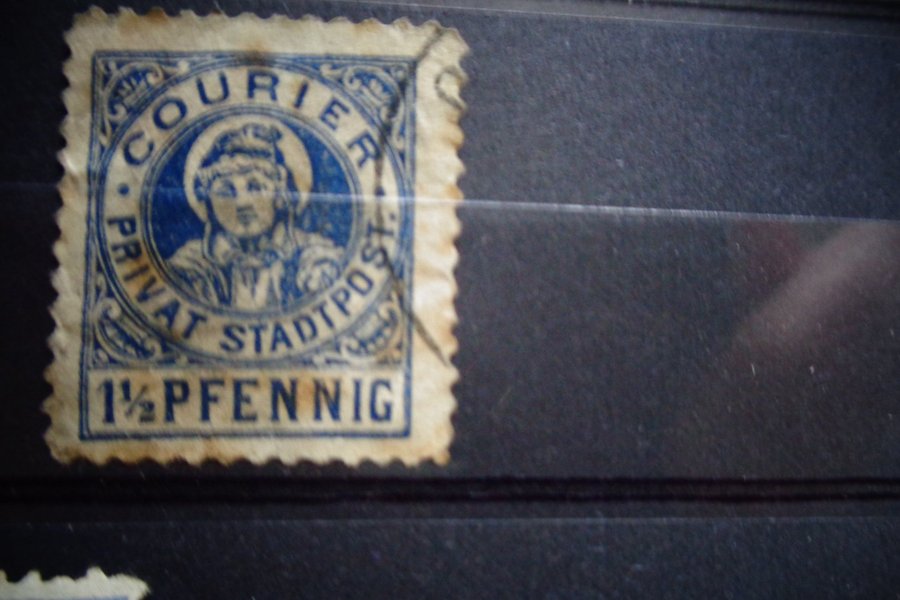 COURIER
PRIVAT STADTPOST.
1½ PFENNIG